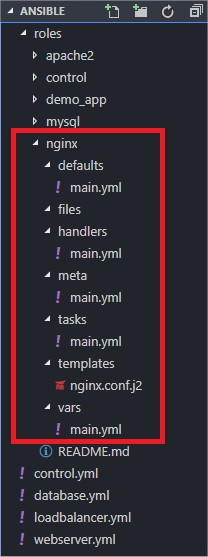 ANSIBLE
roles
apache2
control
demo_app
mysql
nginx
defaults
main.yml
files
handlers
main.yml
meta
main.yml
tasks
main.yml
templates
nginx.conf.j2
vars
main.yml
README.md
control.yml
database.yml
loadbalancer.yml
webserver.yml